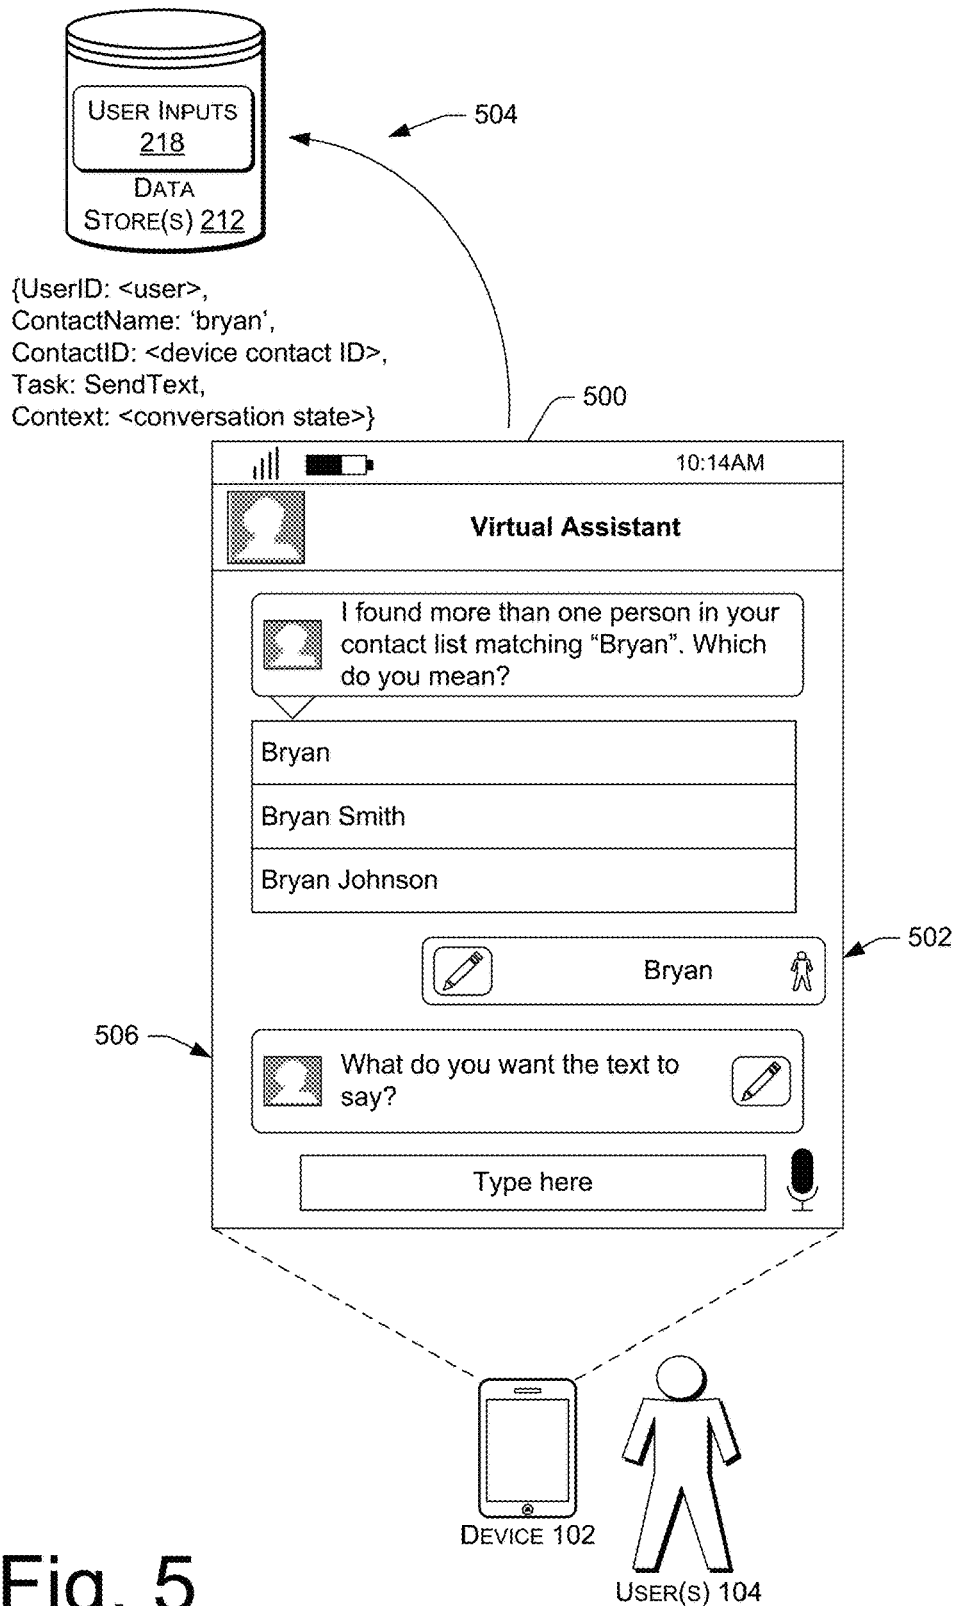 USER INPUTS
218
DATA
STORE(S) 212
504
{UserID: <user>,
ContactName: ‘bryan‘,
ContactID: <device contact ID>,
Task: SendText,
Context: <conversation state>}
500
10:14AM
Virtual Assistant
I found more than one person in your
contact list matching “Bryan”. Which
do you mean?
Bryan
Bryan Smith
Bryan Johnson
502
Bryan
506
What do you want the text to
say?
Type here
DEVICE 102
USER(S) 104
Fig. 5